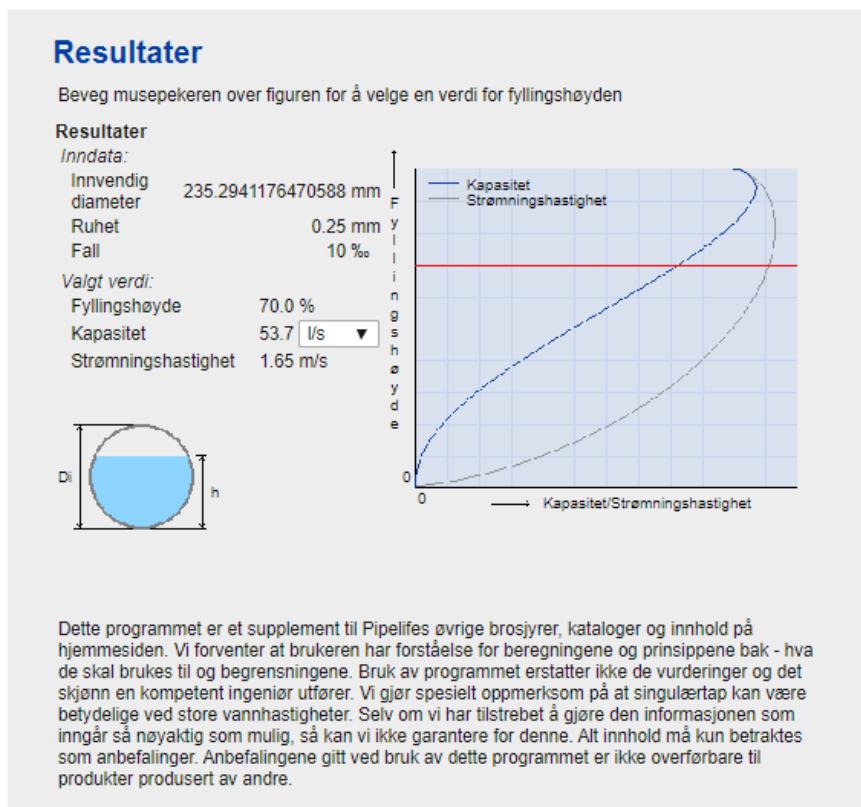 Resultater
Beveg musepekeren over figuren for å velge en verdi for fyllingshøyden
Resultater
Inndata:
Innvendig
diameter 235.2941176470588 mm
Ruhet 0.25 mm
Fall 10 ‰
Valgt verdi:
Fyllingshøyde 70.0 %
Kapasitet 53.7 l/s ▼
Strømningshastighet 1.65 m/s
Di
h
Fyllingshøyde
Kapasitet
Strømningshastighet
0
0
Kapasitet/Strømningshastighet
Dette programmet er et supplement til Pipelifes øvrige brosjyrer, kataloger og innhold på
hjemmesiden. Vi forventer at brukeren har forståelse for beregningene og prinsippene bak - hva
de skal brukes til og begrensningene. Bruk av programmet erstatter ikke de vurderinger og det
skjønn en kompetent ingeniør utfører. Vi gjør spesielt oppmerksom på at singulærtap kan være
betydelige ved store vannhastigheter. Selv om vi har tilstrebet å gjøre den informasjonen som
inngår så nøyaktig som mulig, så kan vi ikke garantere for denne. Alt innhold må kun betraktes
som anbefalinger. Anbefalingene gitt ved bruk av dette programmet er ikke overførbare til
produkter produsert av andre.